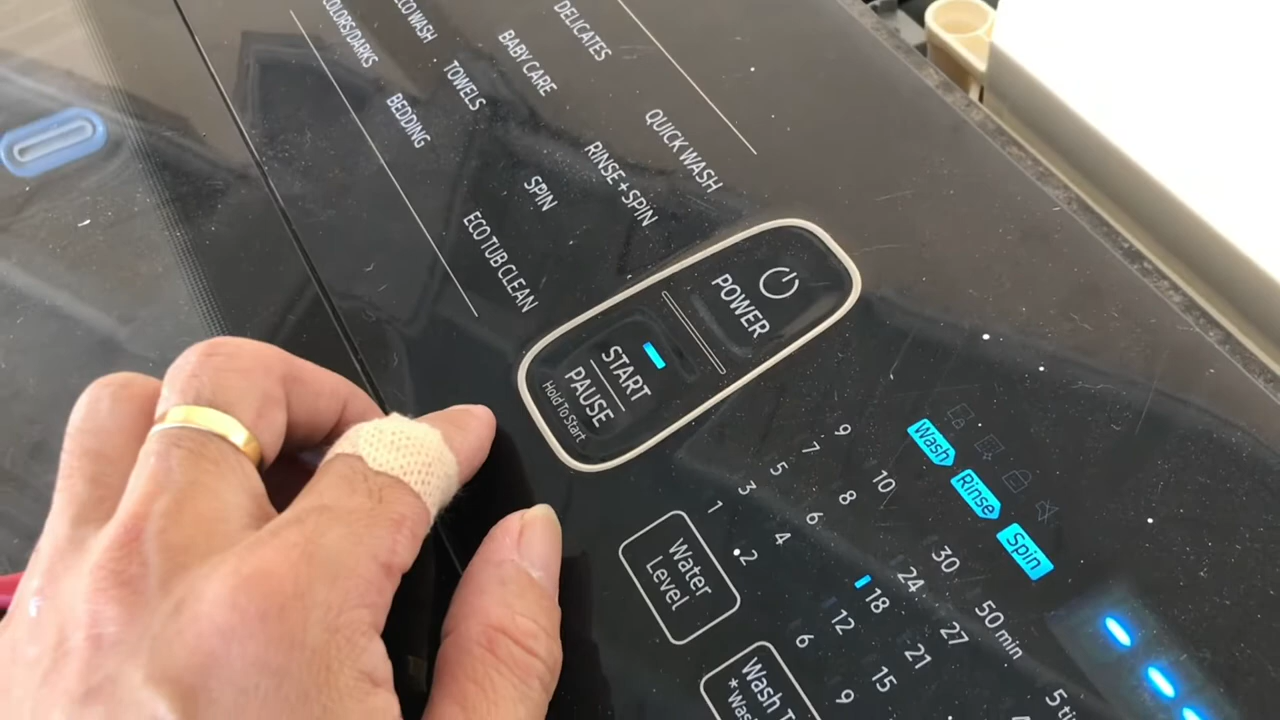 DELICATES
ECO WASH
COLORS/DARKS
BABY CARE
TOWELS
BEDDING
QUICK WASH
RINSE + SPIN
SPIN
ECO TUB CLEAN
POWER
START
PAUSE
Hold To Start
Wash
Rinse
Spin
1
2
3
4
5
6
7
8
9
10
Water
Level
6
9
12
15
18
21
24
27
30
50 min
Wash